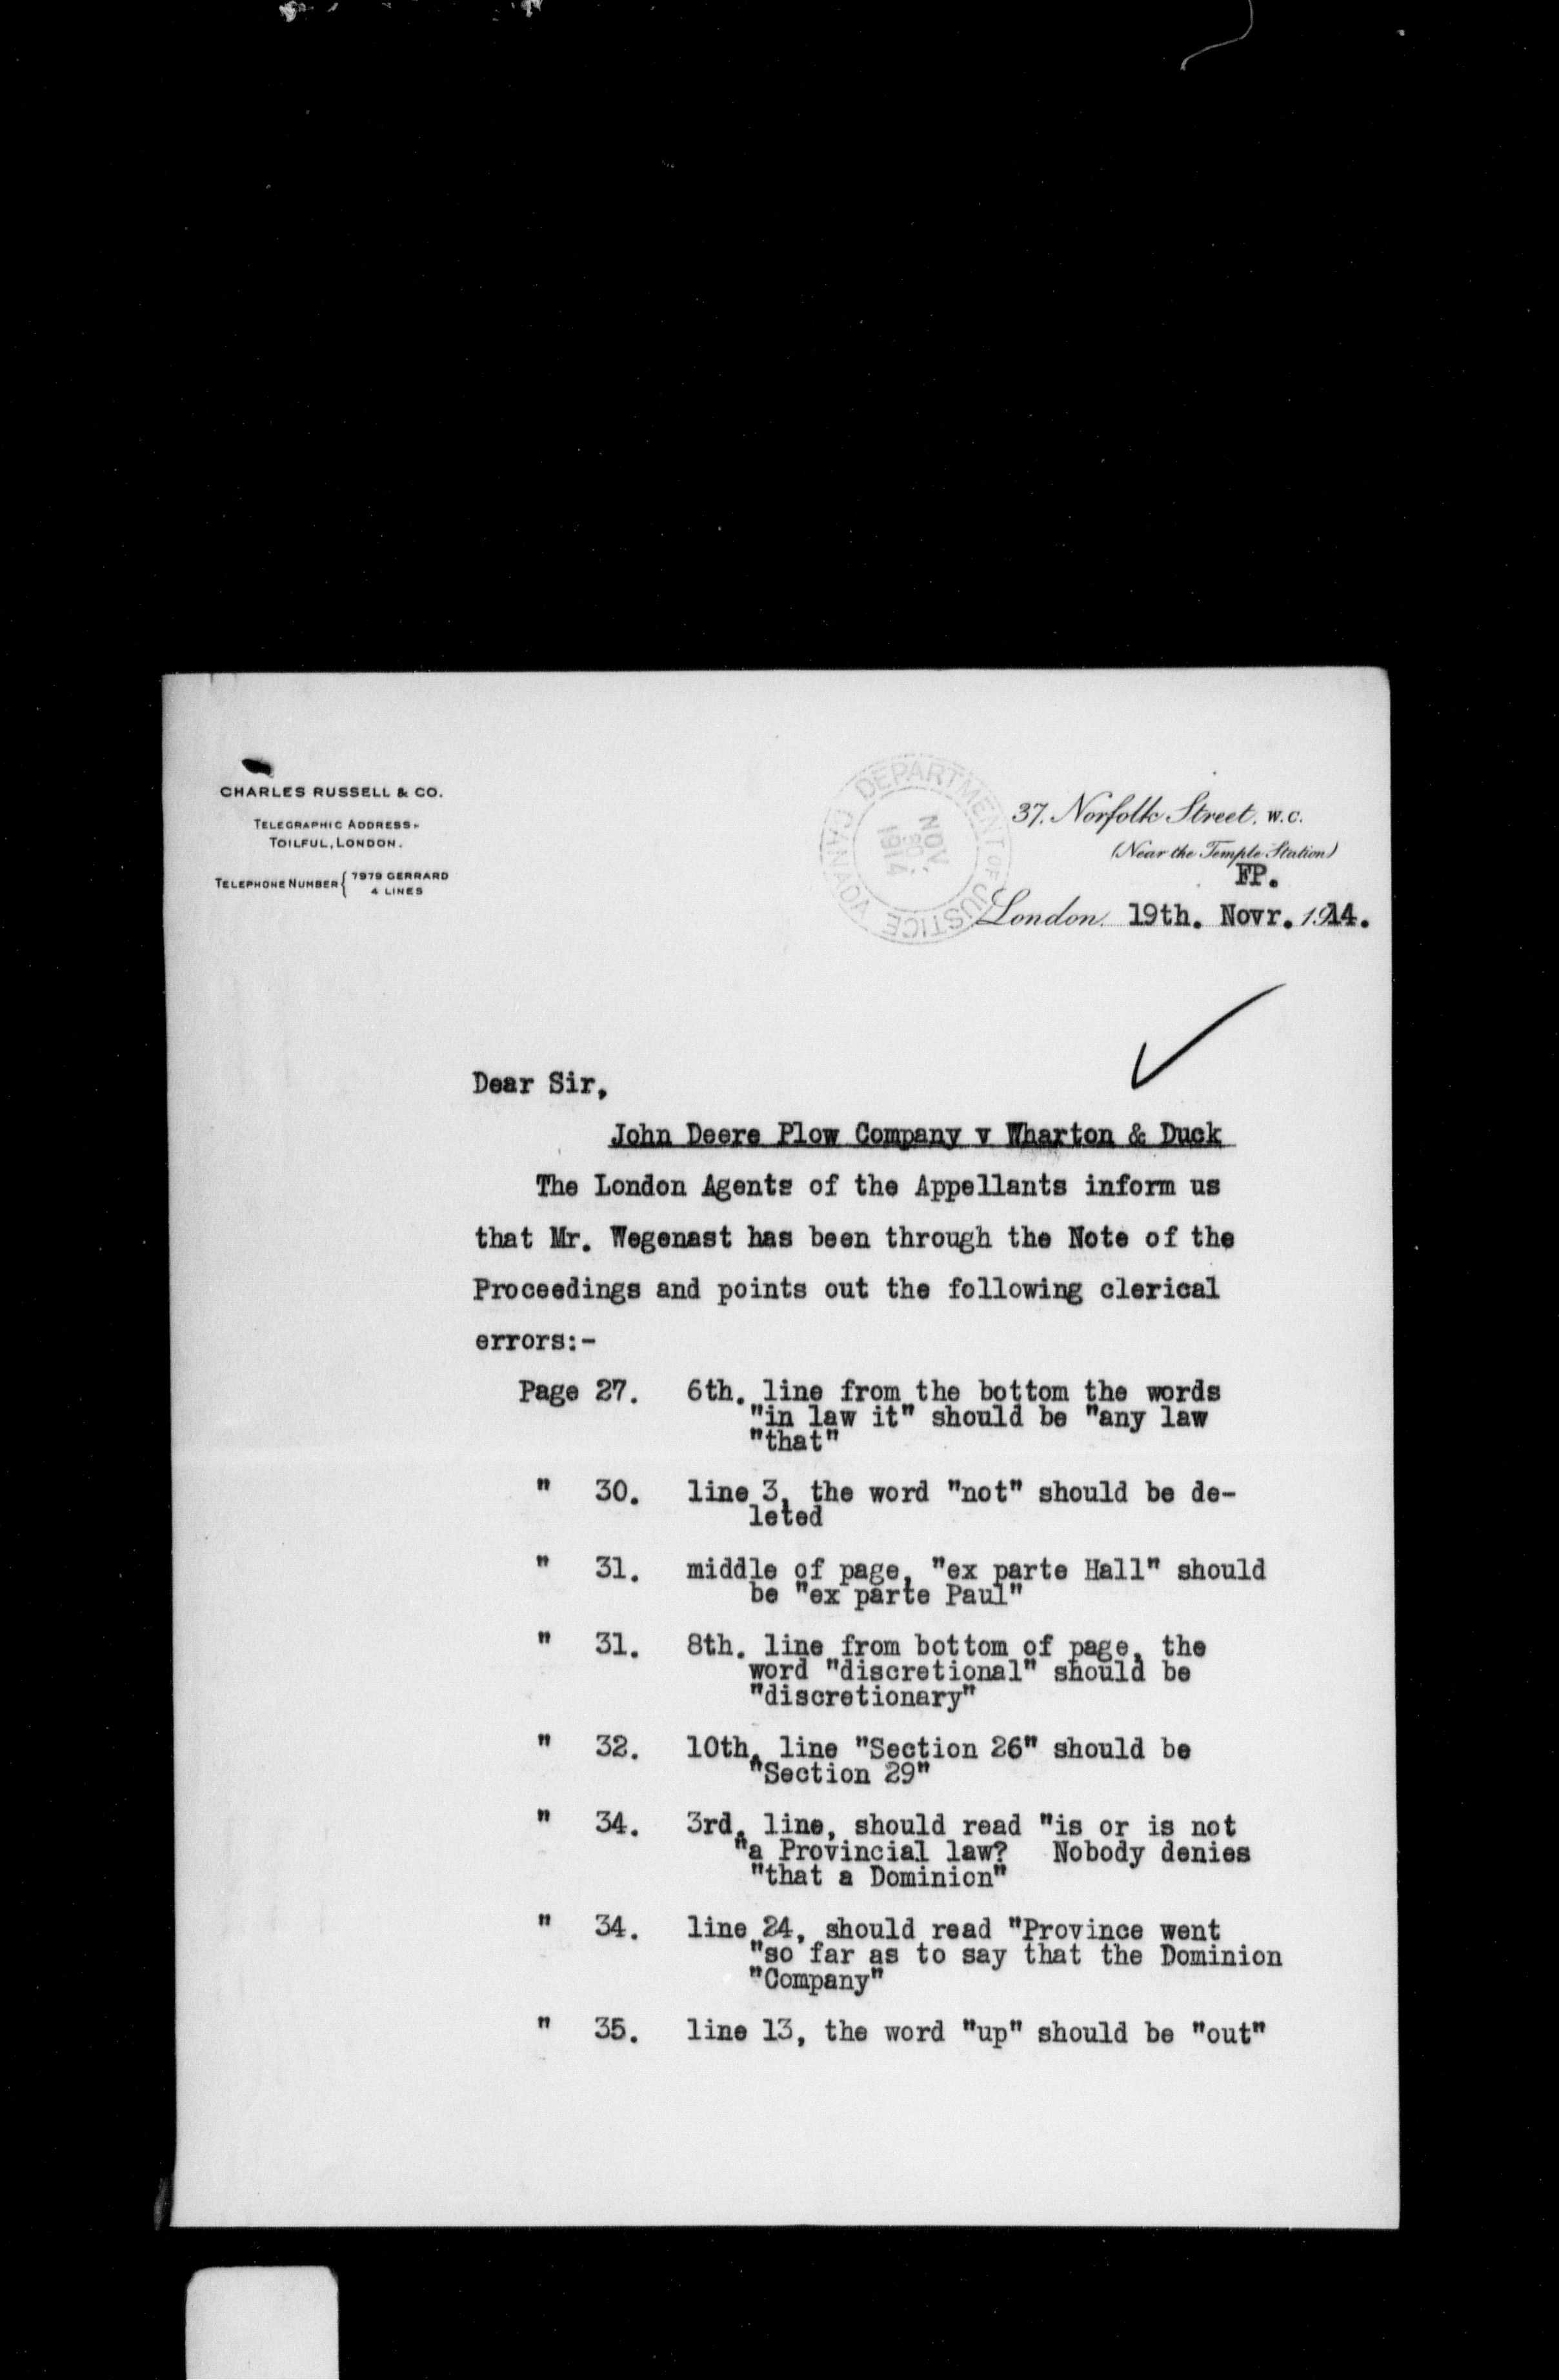 CHARLES RUSSELL & CO.
TELEGRAPHIC ADDRESS-
TOILFUL, LONDON.
TELEPHONE NUMBER { 7979 GERRARD
4 LINES
DEPARTMENT OF JUSTICE CANADA
NOV.
30
1914
37, Norfolk Street, W.C.
(Near the Temple Station)
FP.
London, 19th. Novr. 1914.
Dear Sir,
John Deere Plow Company v Wharton & Duck
The London Agents of the Appellants inform us
that Mr. Wegenast has been through the Note of the
Proceedings and points out the following clerical
errors:-
Page 27. 6th. line from the bottom the words
"in law it" should be "any law
"that"
" 30. line 3, the word "not" should be de-
leted
" 31. middle of page, "ex parte Hall" should
be "ex parte Paul"
" 31. 8th. line from bottom of page, the
word "discretional" should be
"discretionary"
" 32. 10th. line "Section 26" should be
"Section 29"
" 34. 3rd. line, should read "is or is not
"a Provincial law? Nobody denies
"that a Dominion"
" 34. line 24, should read "Province went
"so far as to say that the Dominion
"Company"
" 35. line 13, the word "up" should be "out"